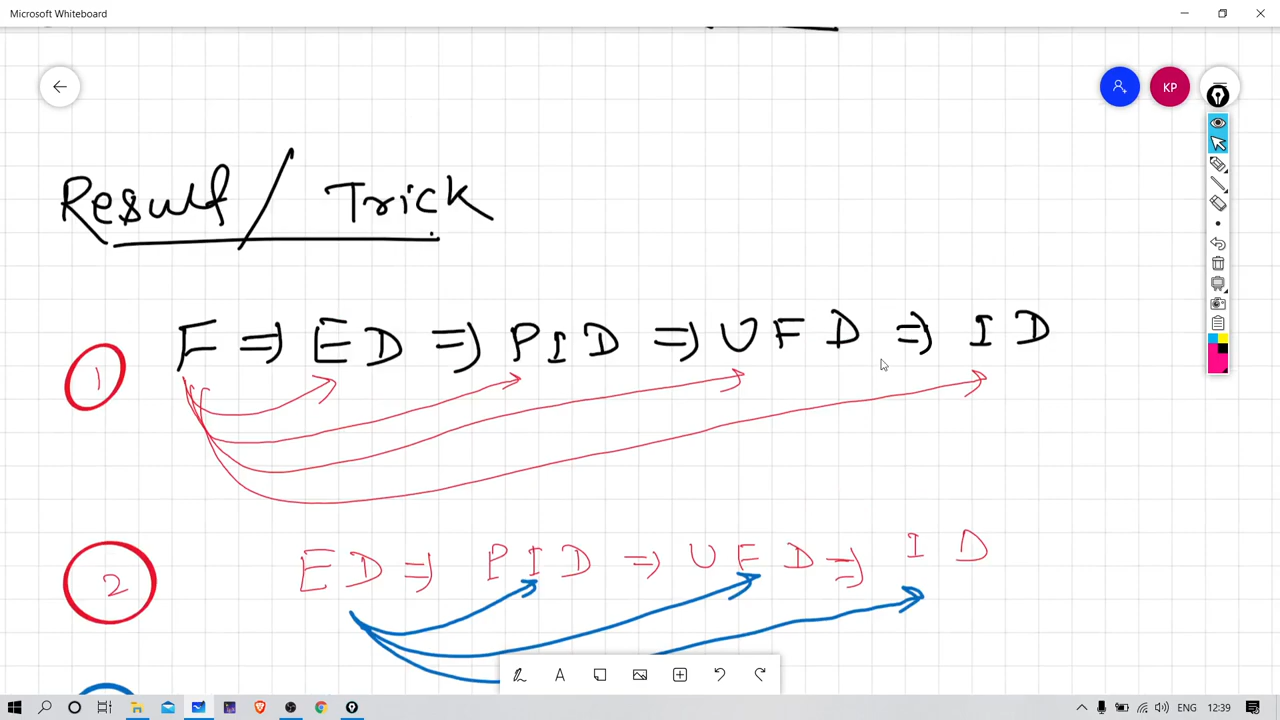 Microsoft Whiteboard
KP
Result / Trick
1 F ⇒ ED ⇒ PID ⇒ UFD ⇒ ID
2 ED ⇒ PID ⇒ UFD ⇒ ID
A
ENG 12:39